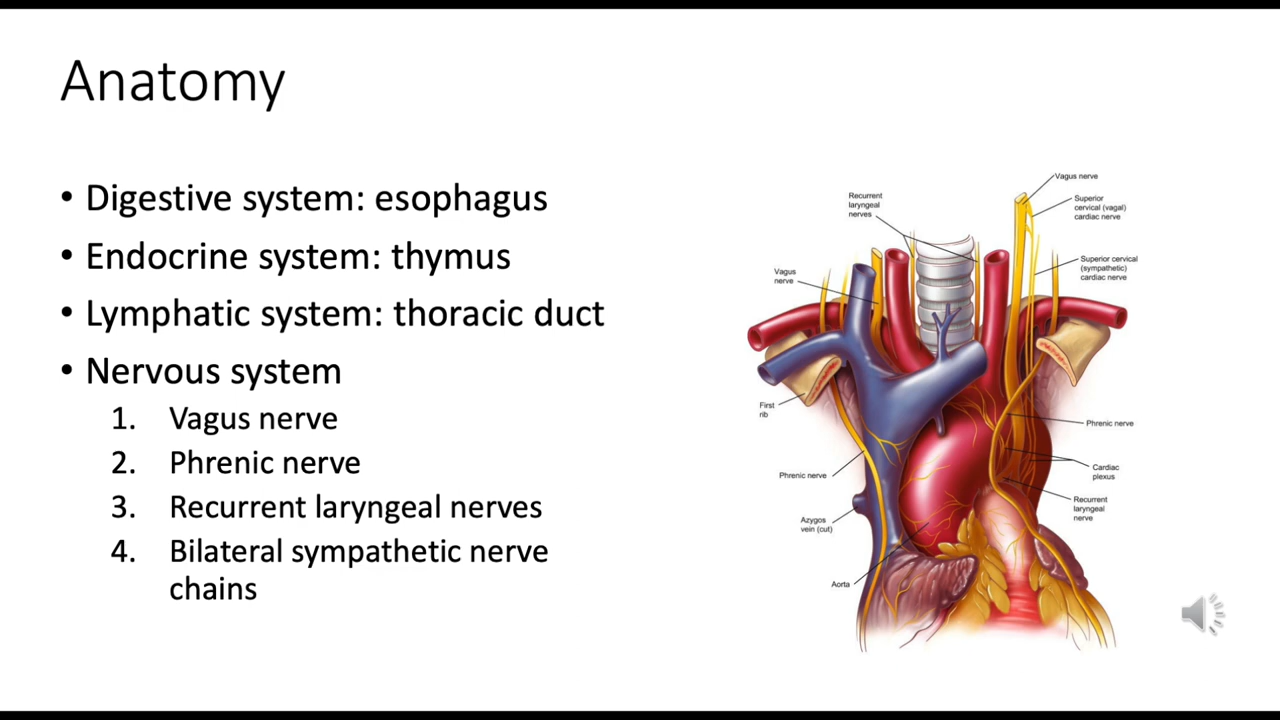 Anatomy
• Digestive system: esophagus
• Endocrine system: thymus
• Lymphatic system: thoracic duct
• Nervous system
1. Vagus nerve
2. Phrenic nerve
3. Recurrent laryngeal nerves
4. Bilateral sympathetic nerve
chains
Vagus nerve
Recurrent
laryngeal
nerves
Superior
cervical (vagal)
cardiac nerve
Superior cervical
(sympathetic)
cardiac nerve
Vagus
nerve
First
rib
Phrenic nerve
Phrenic nerve
Cardiac
plexus
Recurrent
laryngeal
nerve
Azygos
vein (cut)
Aorta